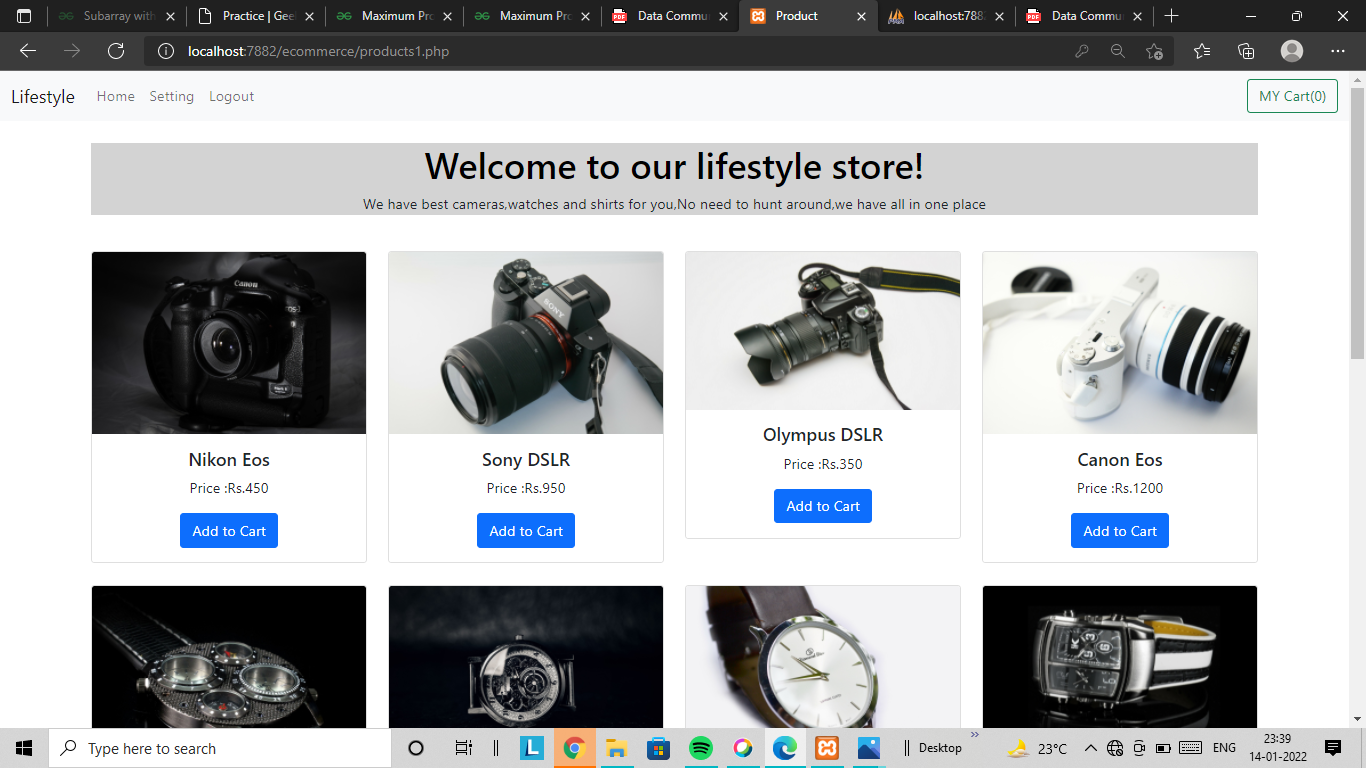 Subarray with
Practice | Gee
Maximum Pro
Maximum Pro
Data Commu
Product
localhost:788
Data Commu
localhost:7882/ecommerce/products1.php
Lifestyle Home Setting Logout MY Cart(0)
Welcome to our lifestyle store!
We have best cameras,watches and shirts for you,No need to hunt around,we have all in one place
Canon
SONY
Nikon Eos
Price :Rs.450
Add to Cart
Sony DSLR
Price :Rs.950
Add to Cart
Olympus DSLR
Price :Rs.350
Add to Cart
Canon Eos
Price :Rs.1200
Add to Cart
Type here to search
Desktop
23°C
ENG
23:39
14-01-2022